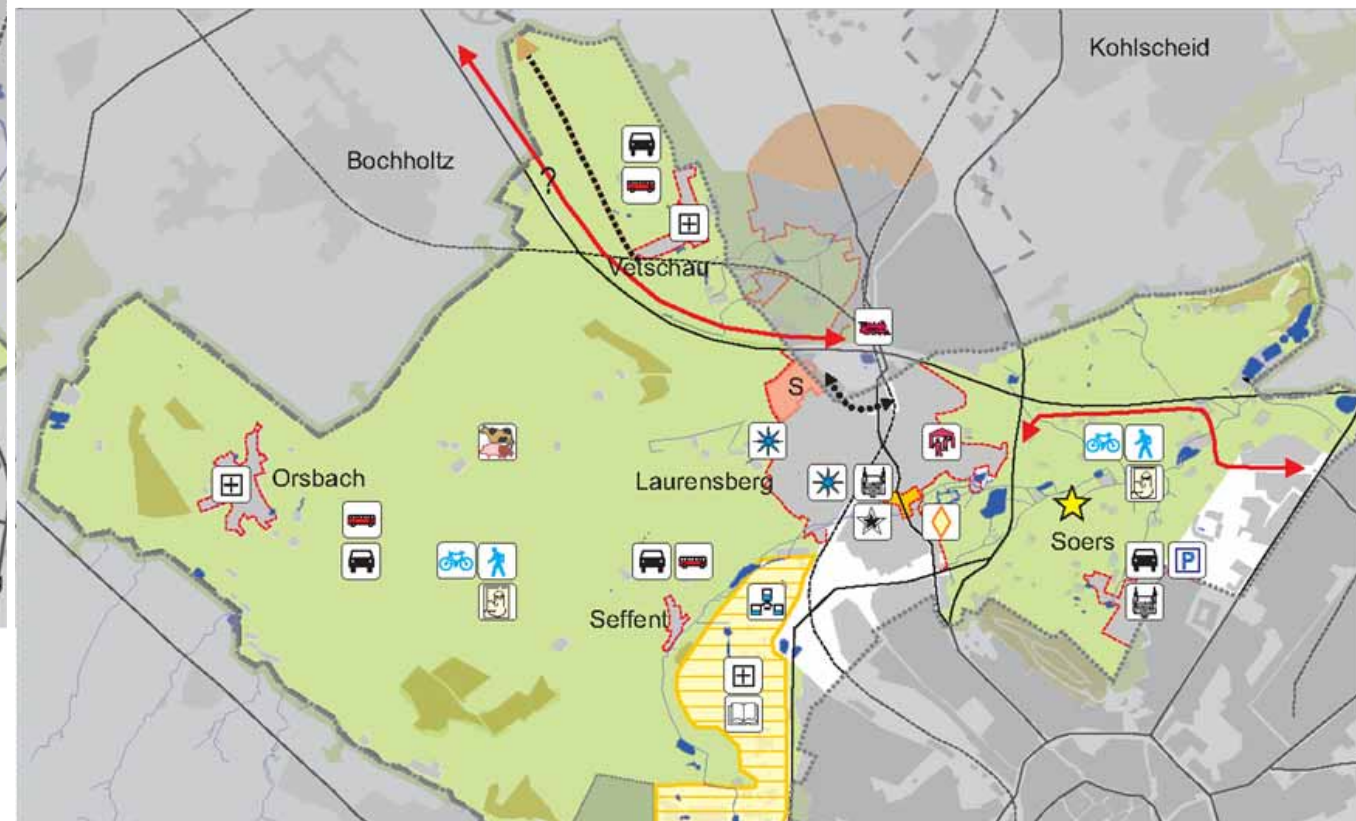 Kohlscheid
Bochholtz
?
Vetschau
S
Orsbach
Laurensberg
Soers
P
Seffent